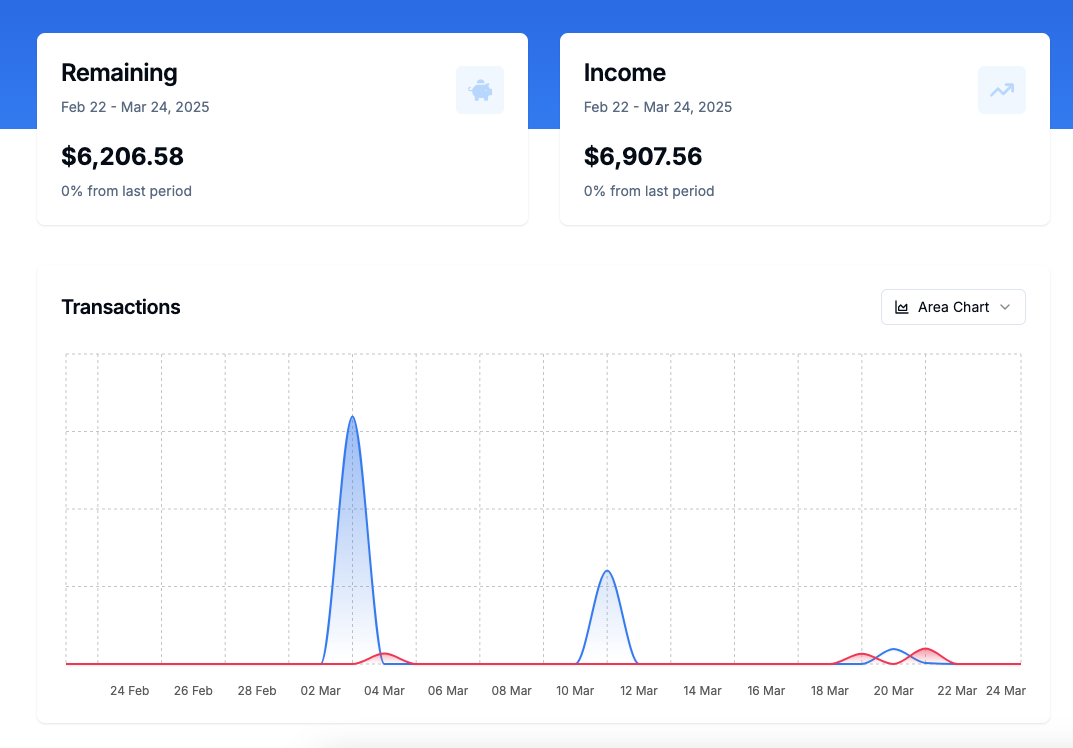 Remaining
Feb 22 - Mar 24, 2025
$6,206.58
0% from last period
Income
Feb 22 - Mar 24, 2025
$6,907.56
0% from last period
Transactions
Area Chart
24 Feb 26 Feb 28 Feb 02 Mar 04 Mar 06 Mar 08 Mar 10 Mar 12 Mar 14 Mar 16 Mar 18 Mar 20 Mar 22 Mar 24 Mar